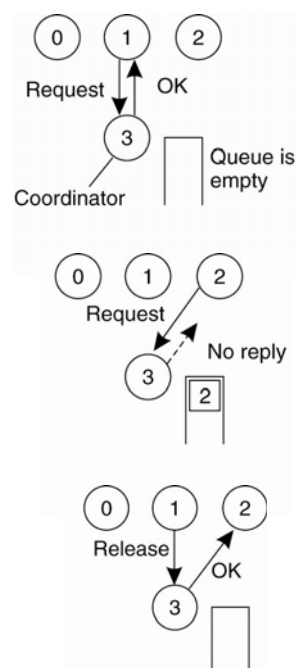 0 1 2
Request OK
3
Queue is
empty
Coordinator
0 1 2
Request
No reply
3
2
0 1 2
Release
OK
3